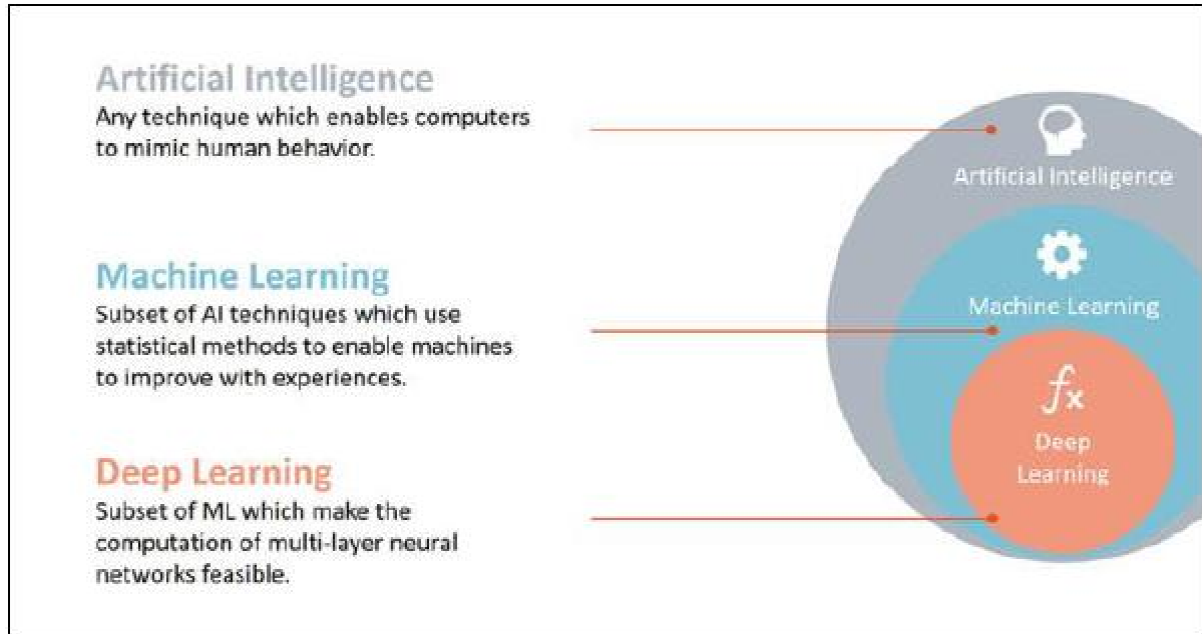 Artificial Intelligence
Any technique which enables computers
to mimic human behavior.
Machine Learning
Subset of AI techniques which use
statistical methods to enable machines
to improve with experiences.
Deep Learning
Subset of ML which make the
computation of multi-layer neural
networks feasible.
Artificial Intelligence
Machine Learning
fx
Deep
Learning